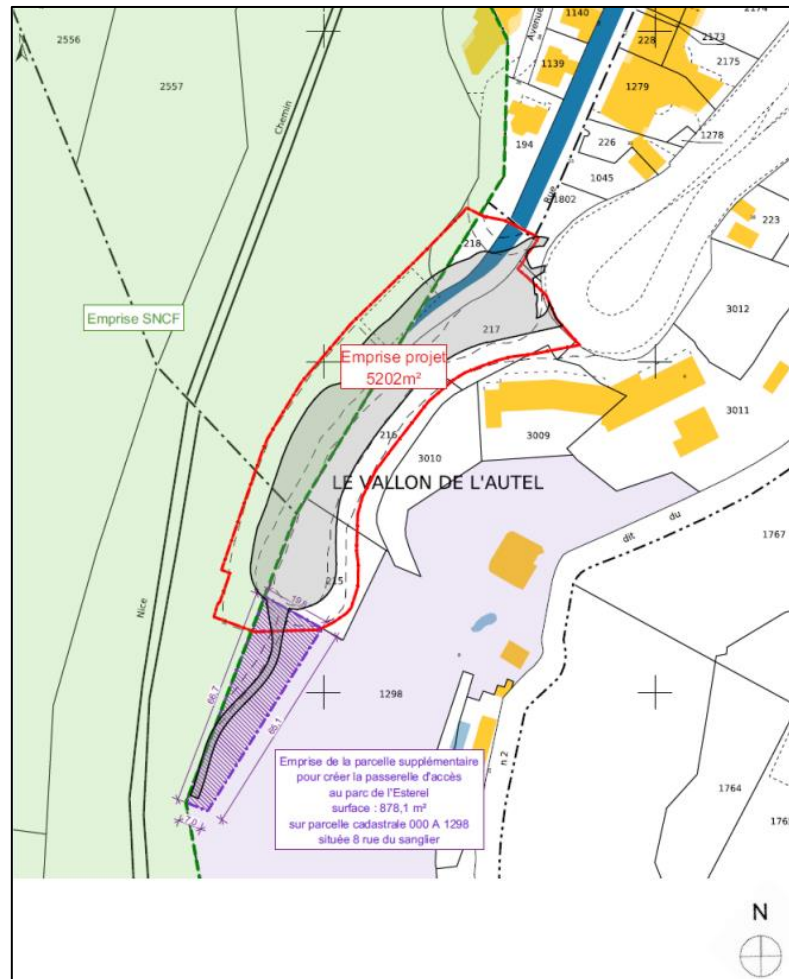 2556
2557
Chemin
Avenue
1140
1139
228
2173
2174
2175
1279
194
226
1278
1045
Rue
1802
223
218
Emprise SNCF
217
3012
Emprise projet
5202m²
216
3010
3009
3011
LE VALLON DE L'AUTEL
dit du
1767
215
19,8
Nice
66,7
66,1
1298
n 2
7,0
Emprise de la parcelle supplémentaire
pour créer la passerelle d'accès
au parc de l'Esterel
surface : 878,1 m²
sur parcelle cadastrale 000 A 1298
située 8 rue du sanglier
1764
N